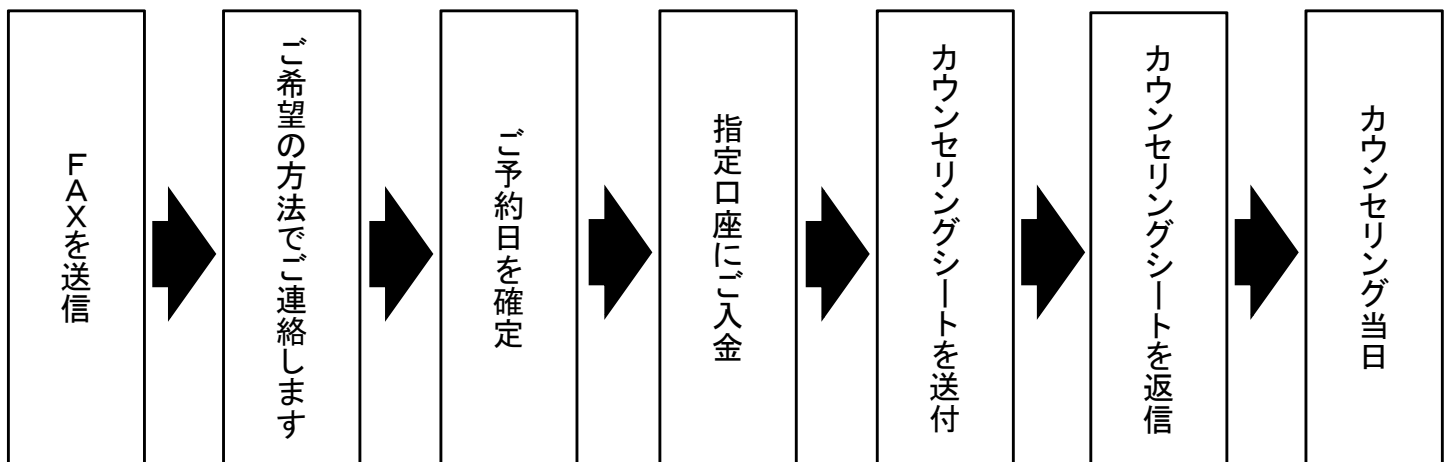 ＦＡＸを送信
ご希望の方法でご連絡します
ご予約日を確定
指定口座にご入金
カウンセリングシートを送付
カウンセリングシートを返信
カウンセリング当日